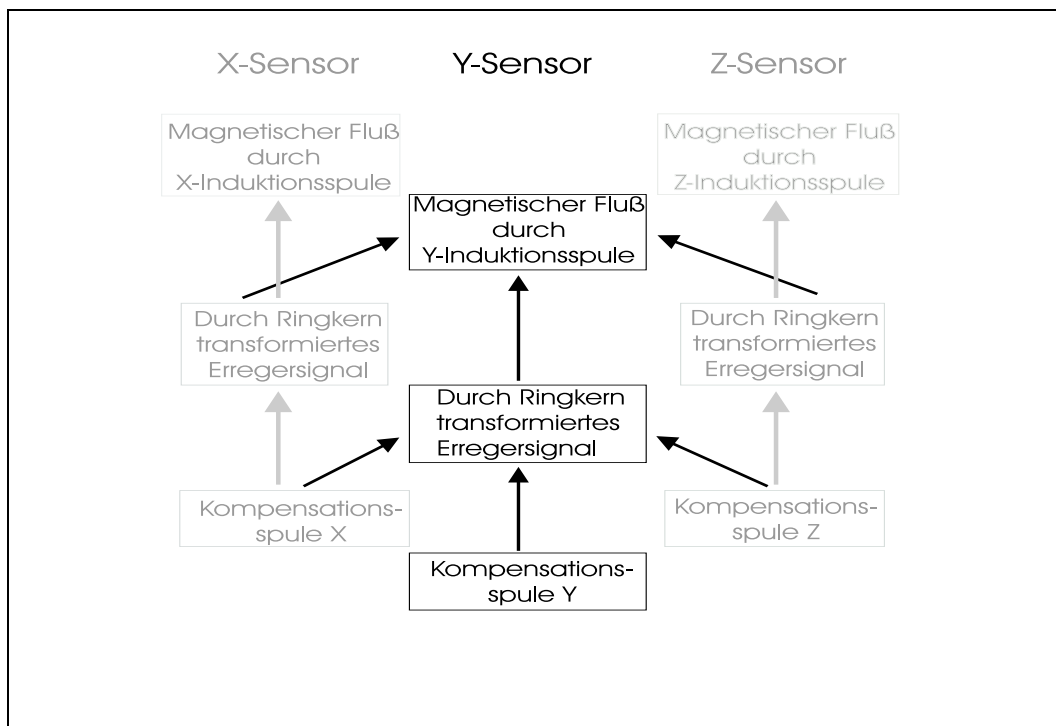 X-Sensor
Y-Sensor
Z-Sensor
Magnetischer Fluß
durch
X-Induktionsspule
Magnetischer Fluß
durch
Z-Induktionsspule
Magnetischer Fluß
durch
Y-Induktionsspule
Durch Ringkern
transformiertes
Erregersignal
Durch Ringkern
transformiertes
Erregersignal
Durch Ringkern
transformiertes
Erregersignal
Kompensations-
spule X
Kompensations-
spule Z
Kompensations-
spule Y